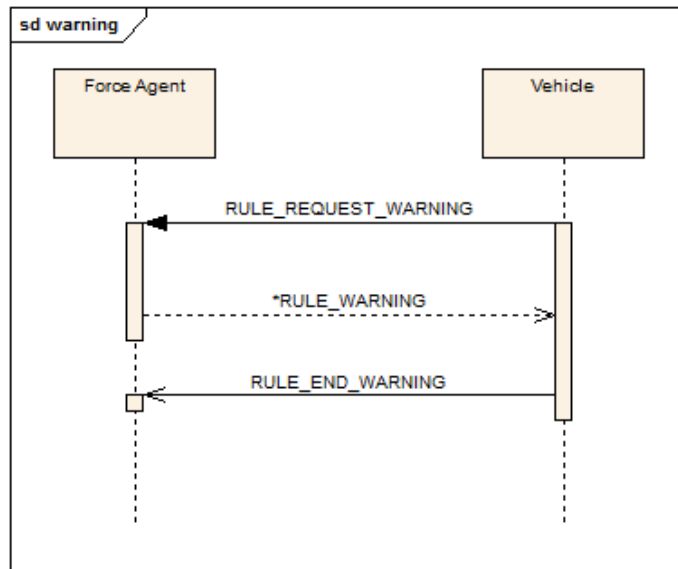 sd warning
Force Agent
Vehicle
RULE_REQUEST_WARNING
*RULE_WARNING
RULE_END_WARNING